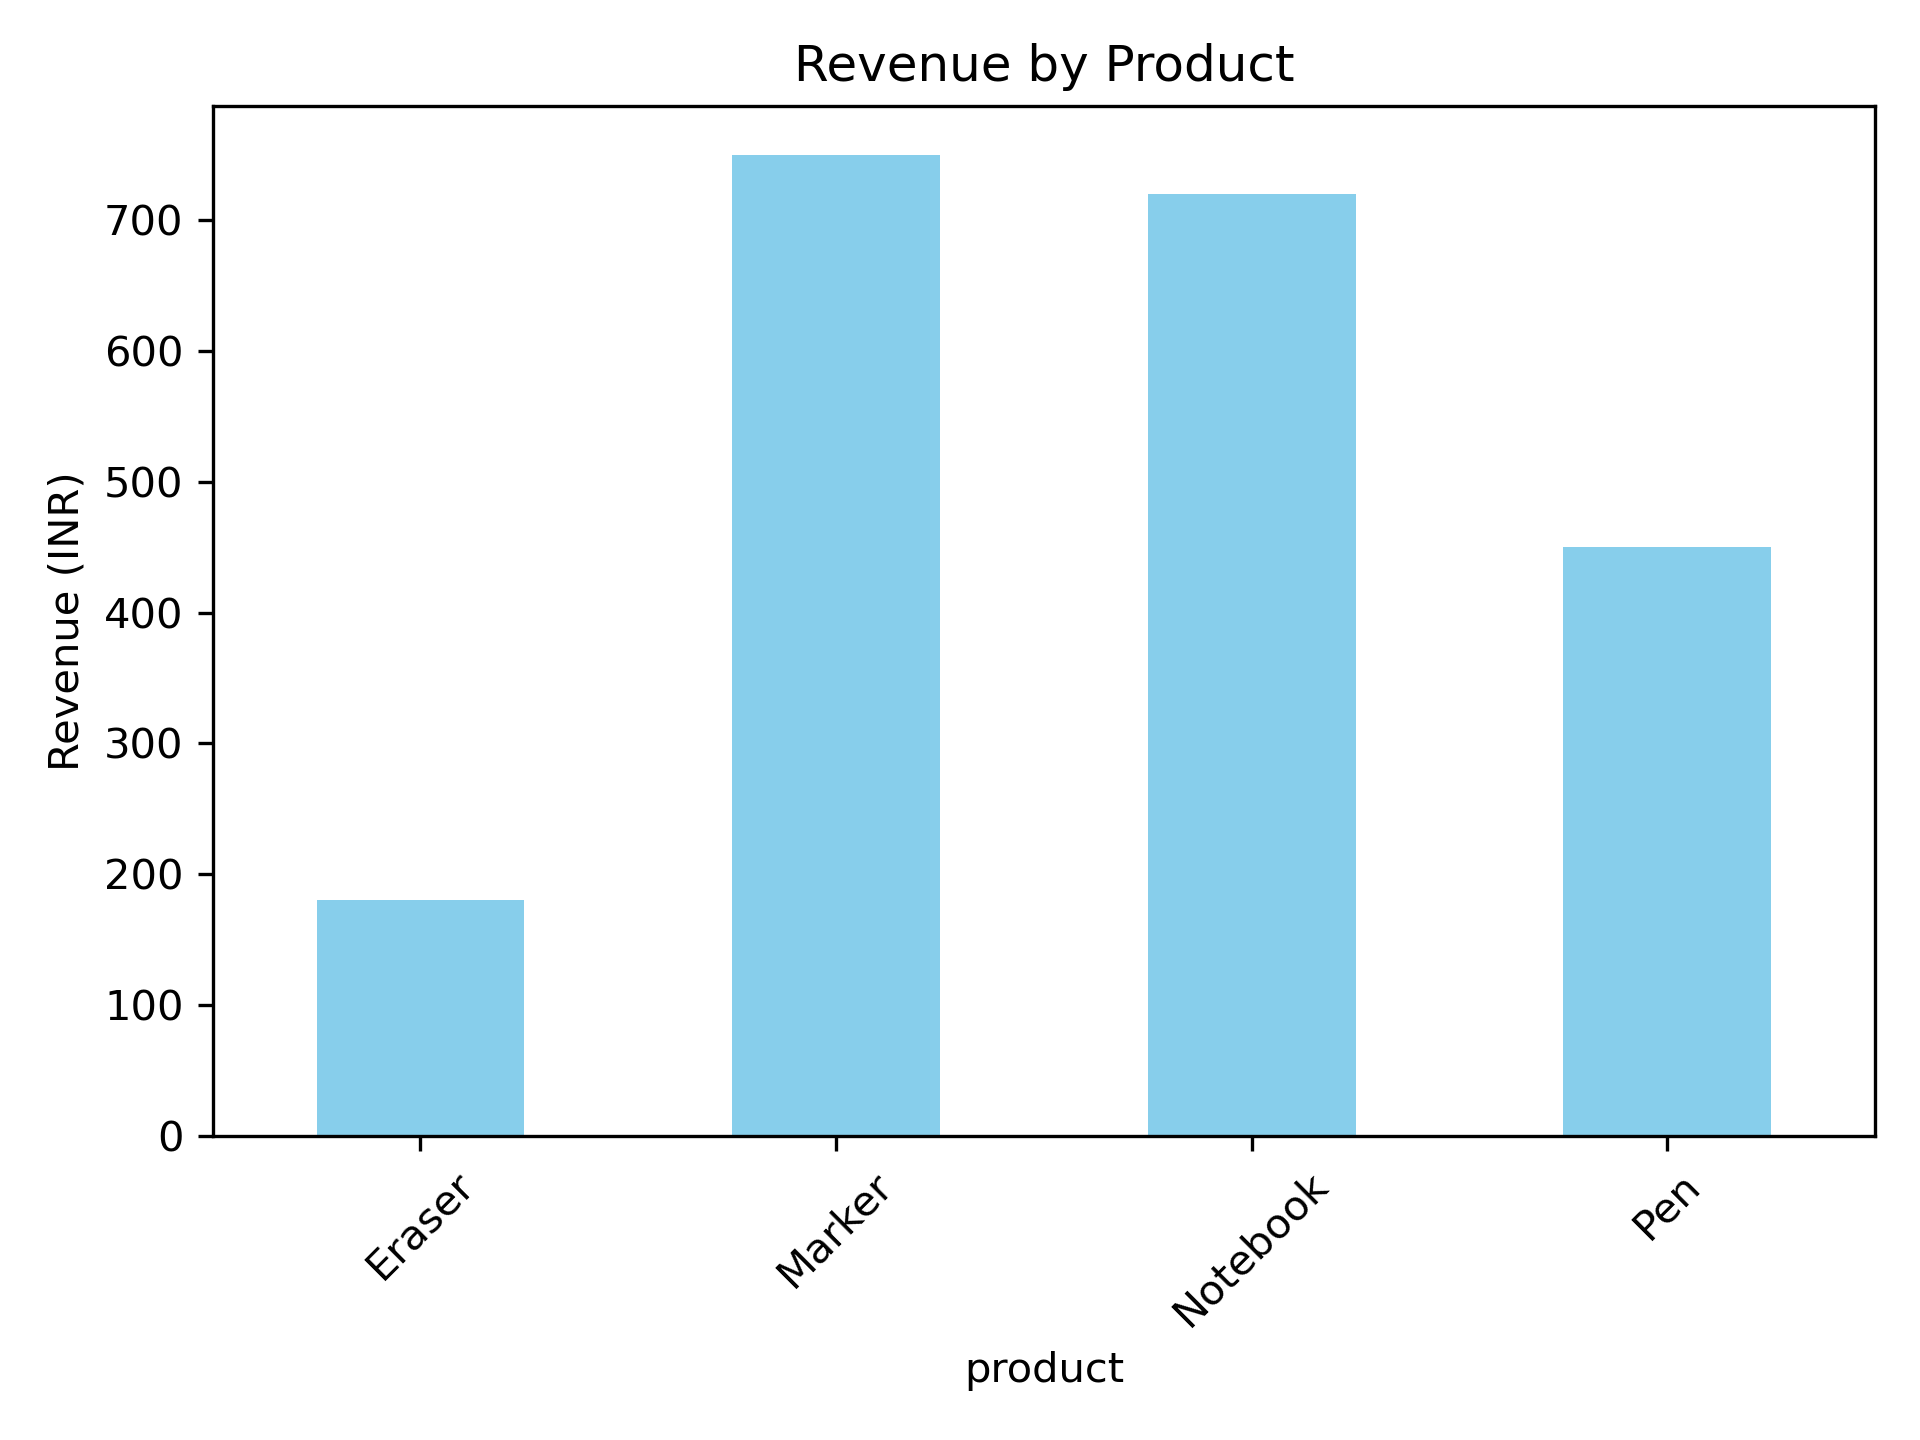 Revenue by Product
Revenue (INR)
700
600
500
400
300
200
100
0
Eraser
Marker
Notebook
Pen
product